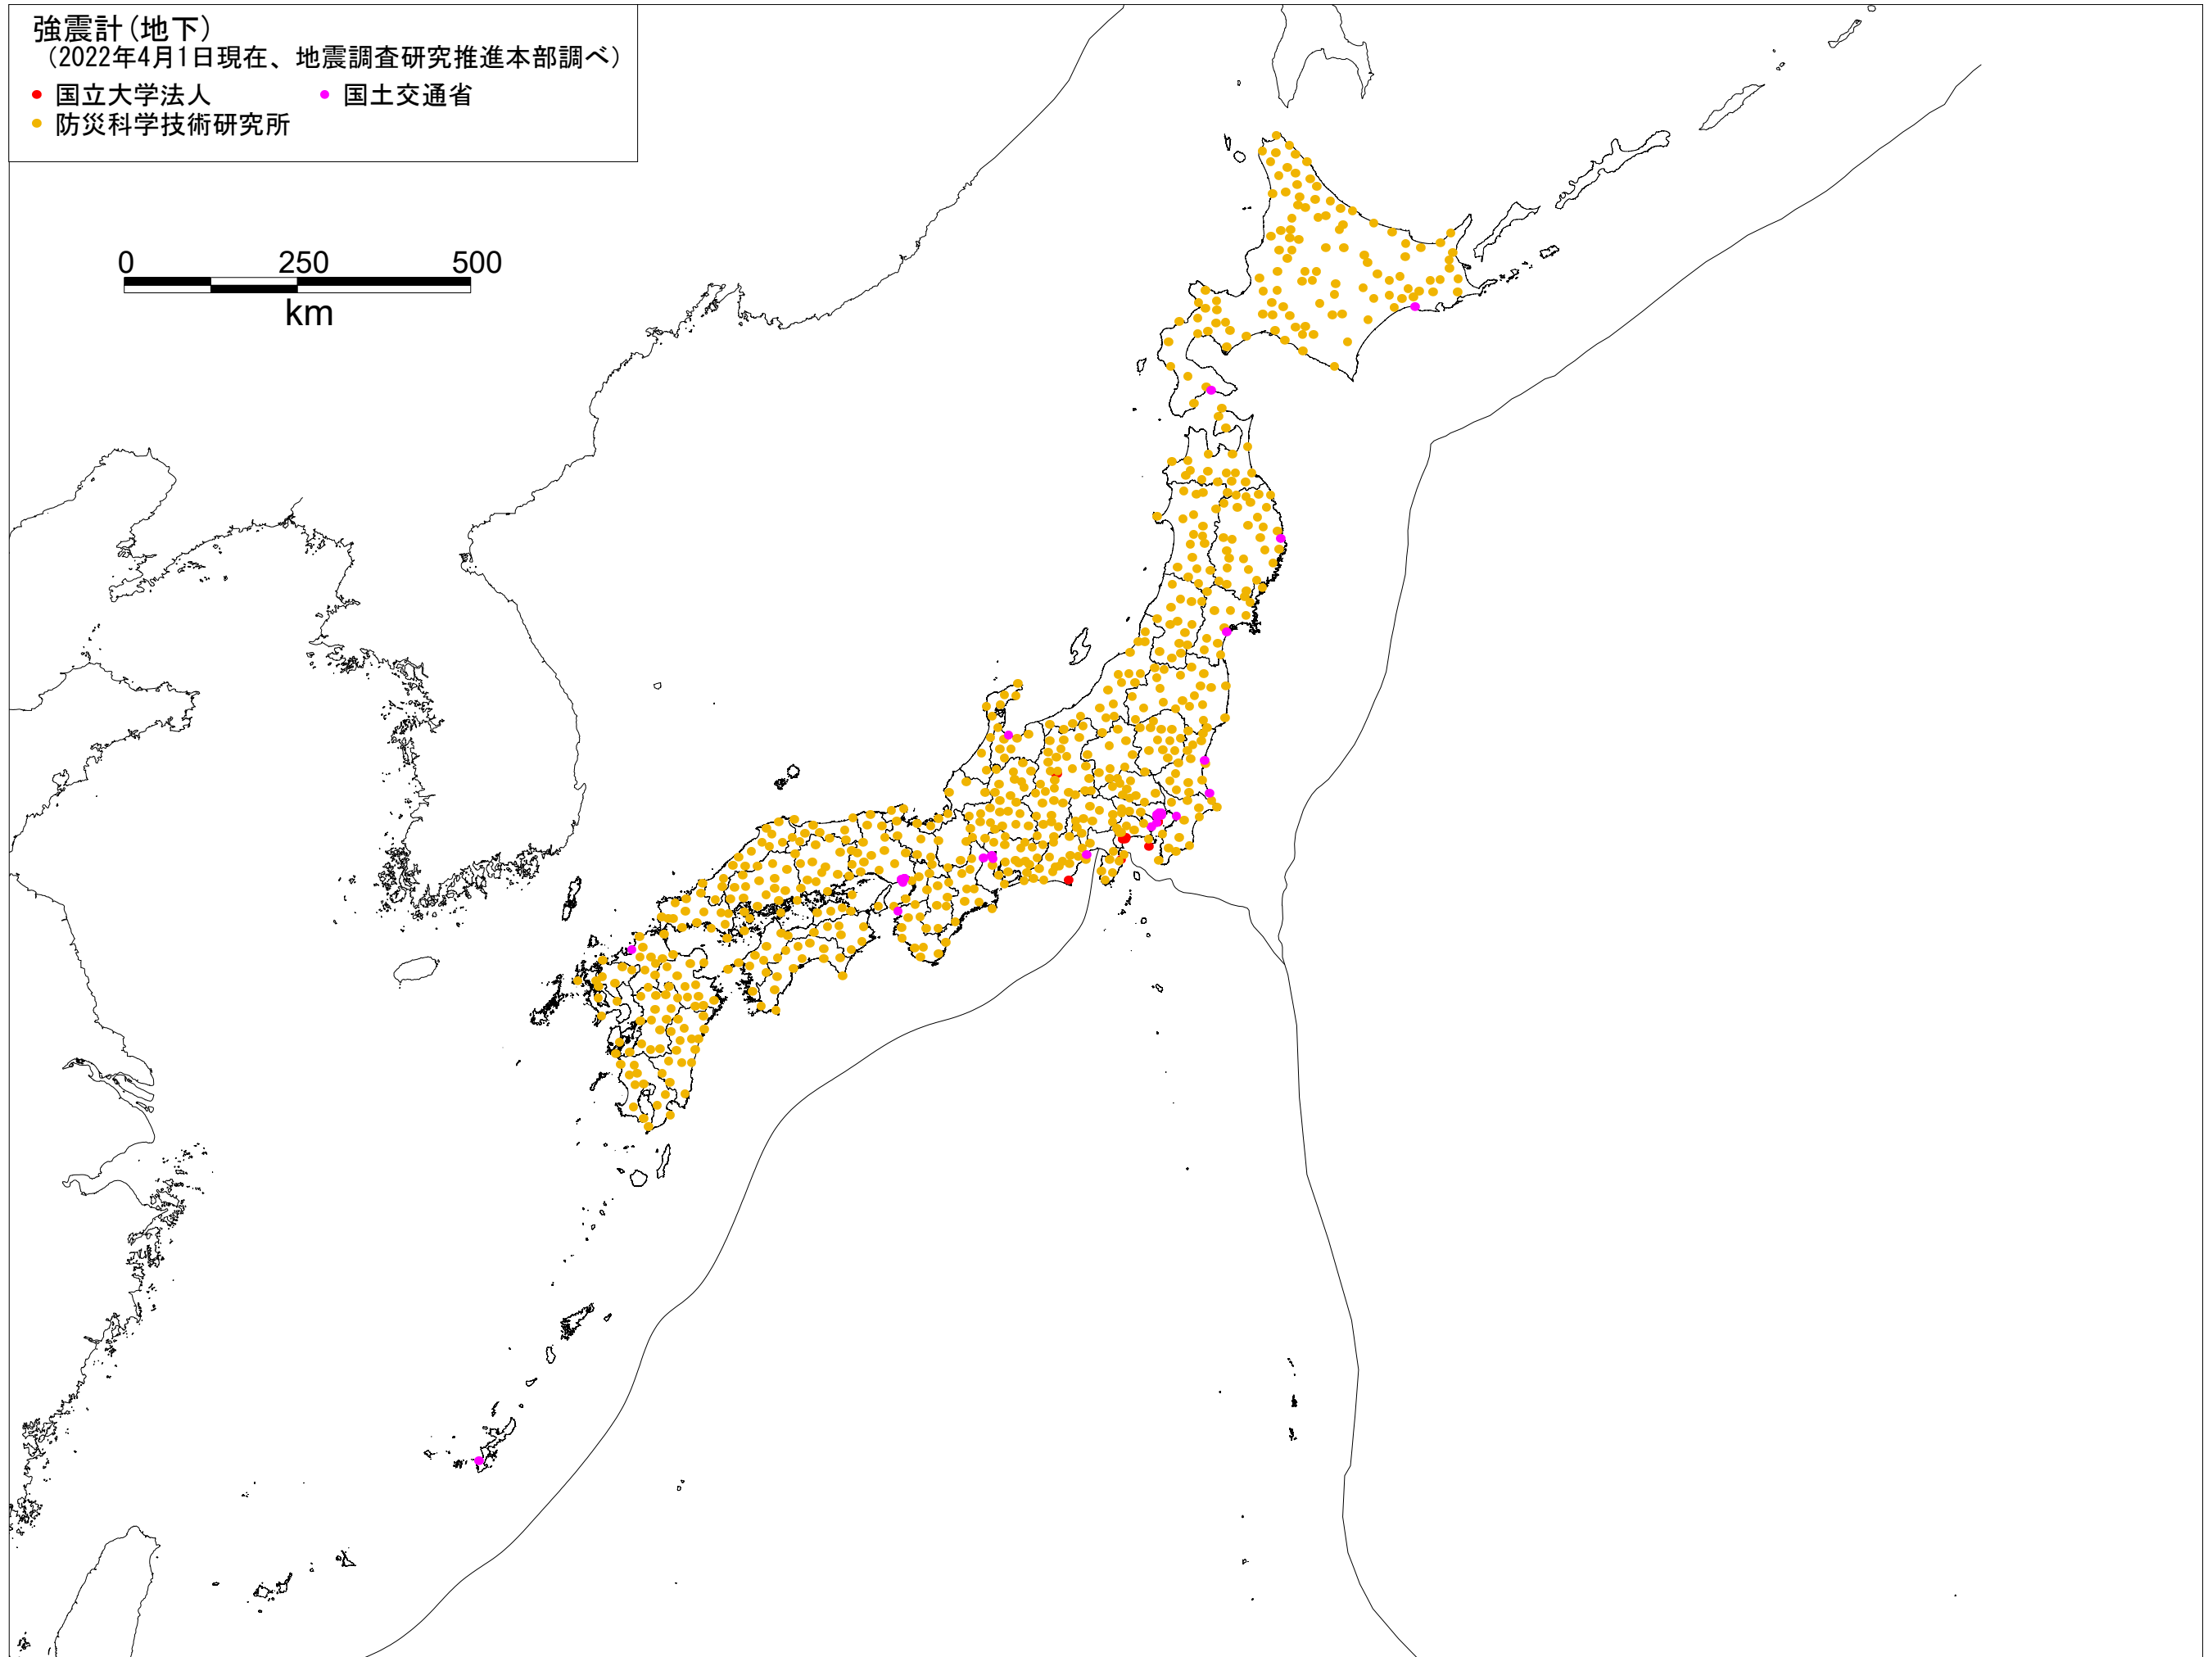 強震計(地下)
（2022年4月1日現在、地震調査研究推進本部調べ）
国立大学法人 国土交通省
防災科学技術研究所
0 250 500
km